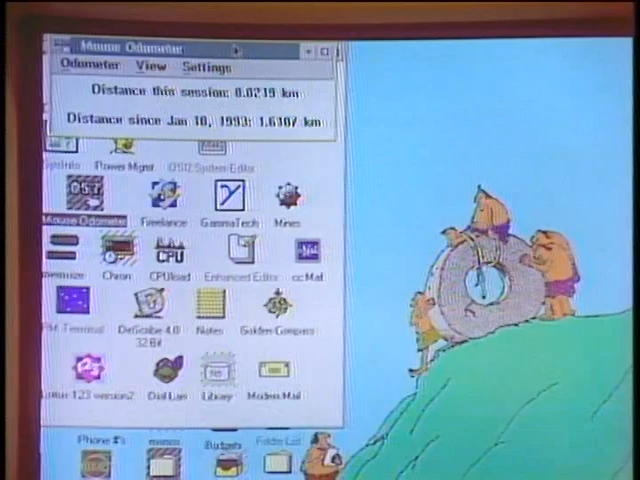 Mouse Odometer
Odometer View Settings
Distance this session: 0.0219 km
Distance since Jan 10, 1993: 1.6107 km
Sysinfo Power Mgmt OS/2 System Editor
Mouse Odometer Freelance GammaTech Mines
Chron CPUload Enhanced Editor cc:Mail
PM Terminal DeScribe 4.0 Notes Golden Compass
32 Bit
Lotus 123 version2 Dial Lan Library Modem Mail
Phone #'s memos Budgets Folder List